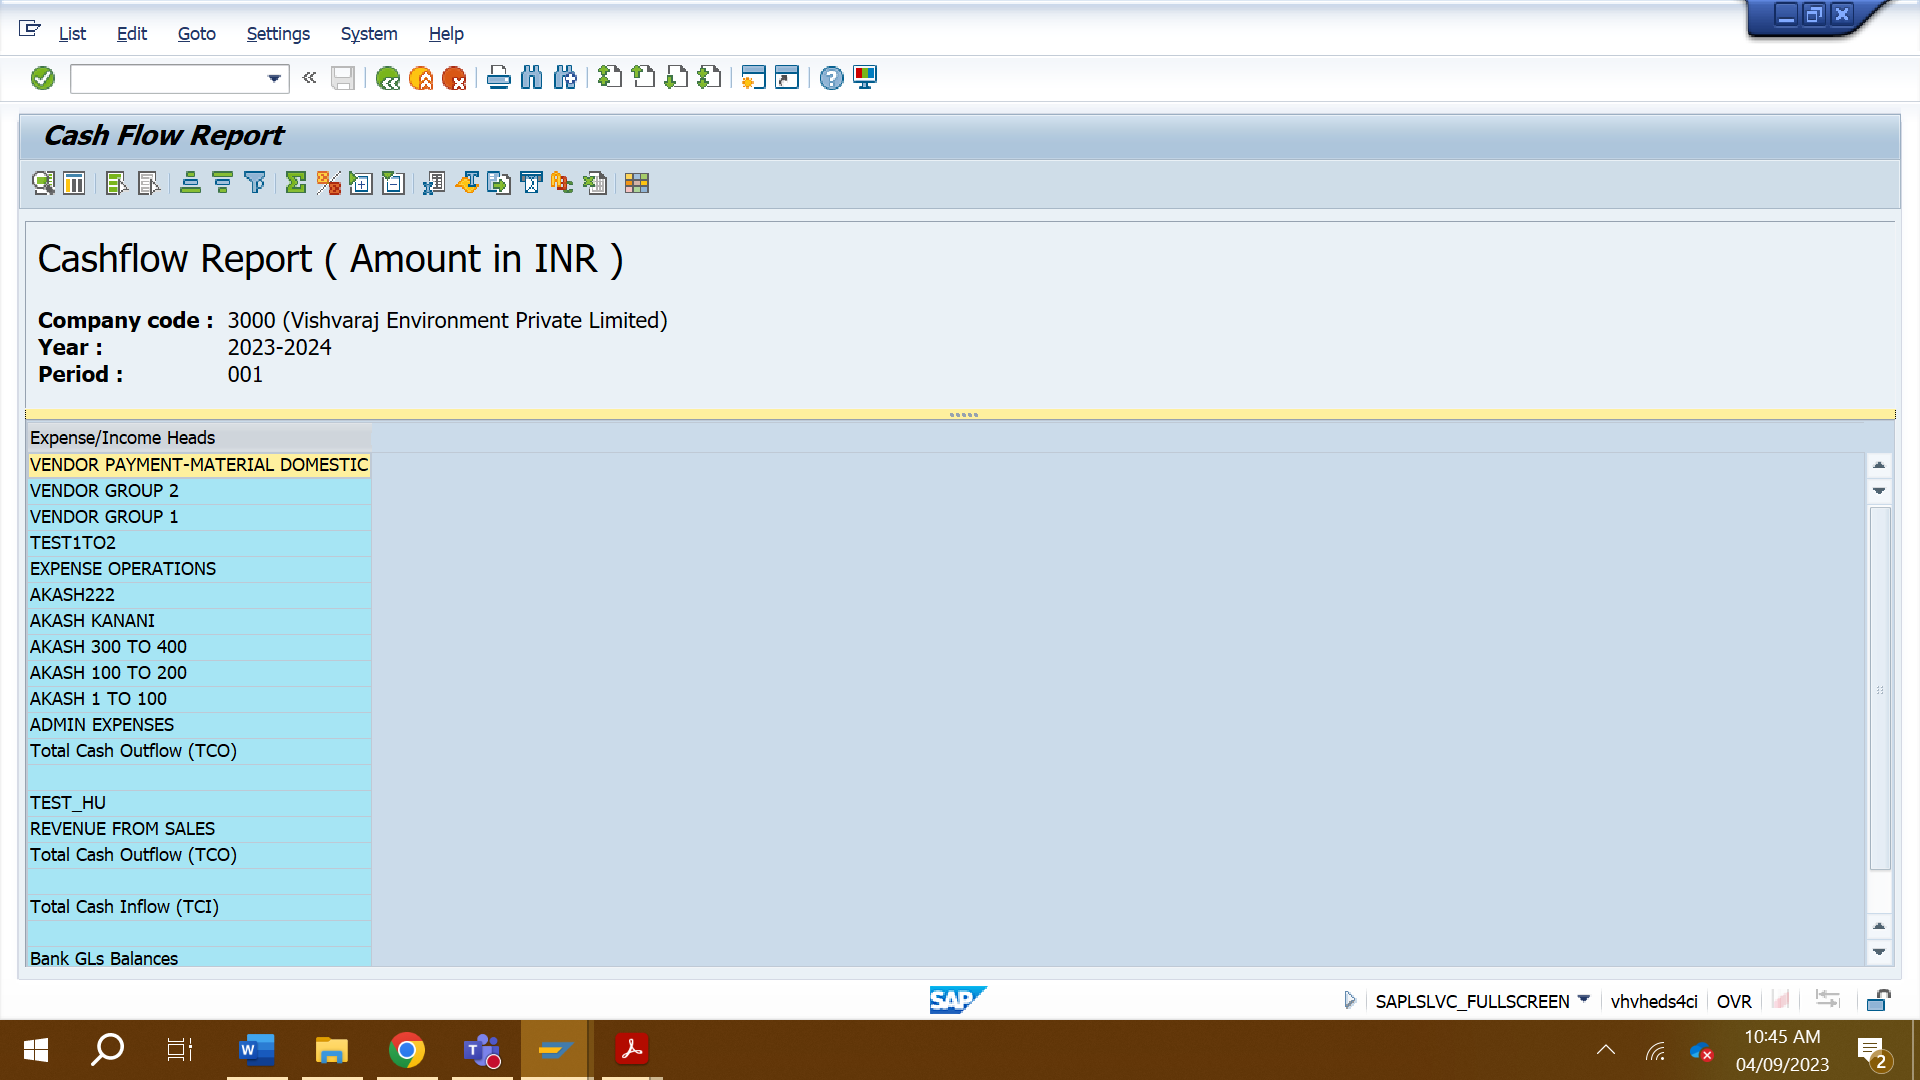 List Edit Goto Settings System Help
Cash Flow Report
Cashflow Report ( Amount in INR )
Company code : 3000 (Vishvaraj Environment Private Limited)
Year : 2023-2024
Period : 001
Expense/Income Heads
VENDOR PAYMENT-MATERIAL DOMESTIC
VENDOR GROUP 2
VENDOR GROUP 1
TEST1TO2
EXPENSE OPERATIONS
AKASH222
AKASH KANANI
AKASH 300 TO 400
AKASH 100 TO 200
AKASH 1 TO 100
ADMIN EXPENSES
Total Cash Outflow (TCO)
TEST_HU
REVENUE FROM SALES
Total Cash Outflow (TCO)
Total Cash Inflow (TCI)
Bank GLs Balances
SAP SAPLSLVC_FULLSCREEN vhvheds4ci OVR
10:45 AM
04/09/2023
2